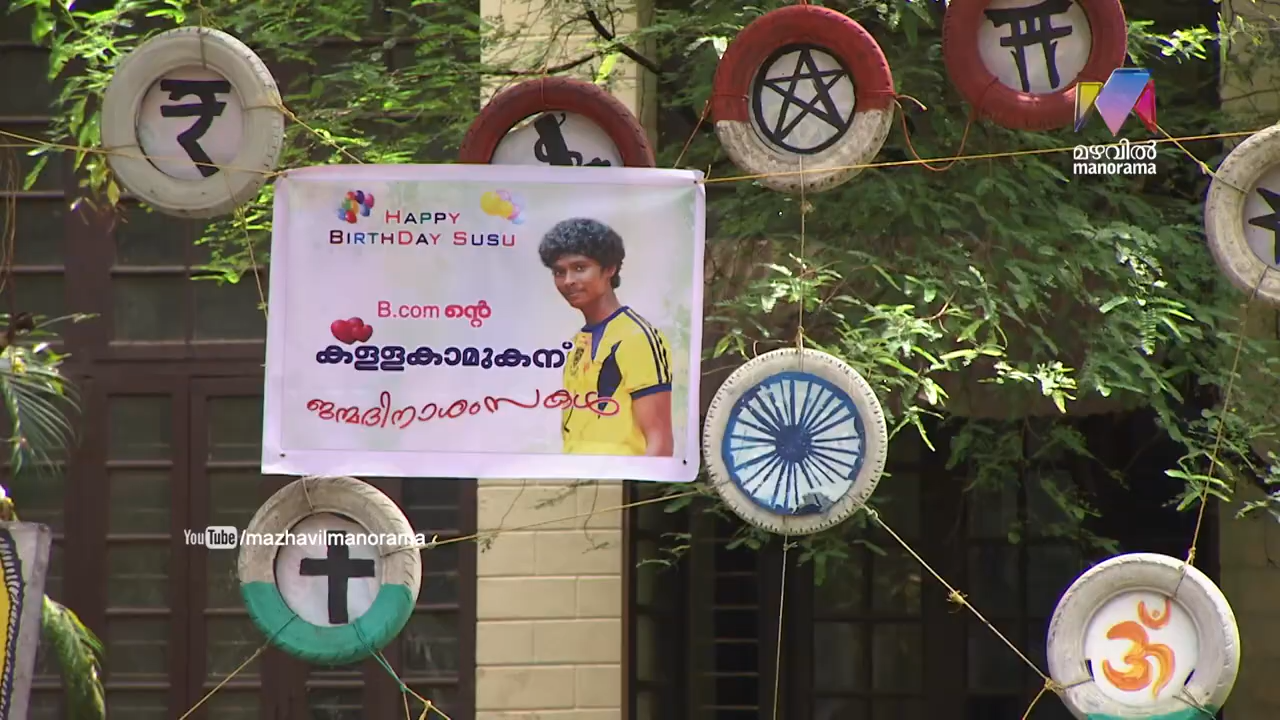 ₹
മഴവിൽ
manorama
HAPPY
BIRTHDAY SUSU
B.com ന്റെ
കള്ളകാമുകന്
ജന്മദിനാശംസകൾ
YouTube /mazhavilmanorama
ॐ